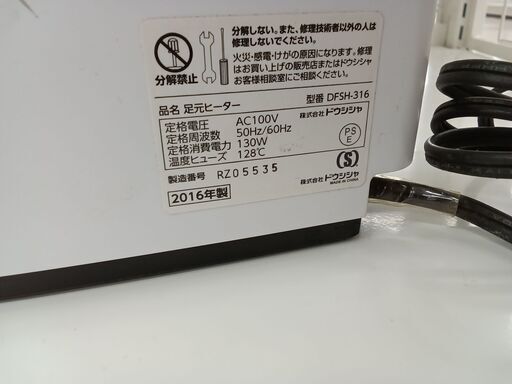 分解しない。また、修理技術者以外の人は
修理しないでください。
火災・感電・けがの原因になります。修理
はお買い上げの販売店またはドウシシャ
お客様相談室にご相談ください。
分解禁止
品名 足元ヒーター 型番 DFSH-316
定格電圧 AC100V
定格周波数 50Hz/60Hz
定格消費電力 130W
温度ヒューズ 128℃
PS
E
S
製造番号 RZ05535
株式会社 ドウシシャ
株式会社 ドウシシャ
MADE IN CHINA
2016年製